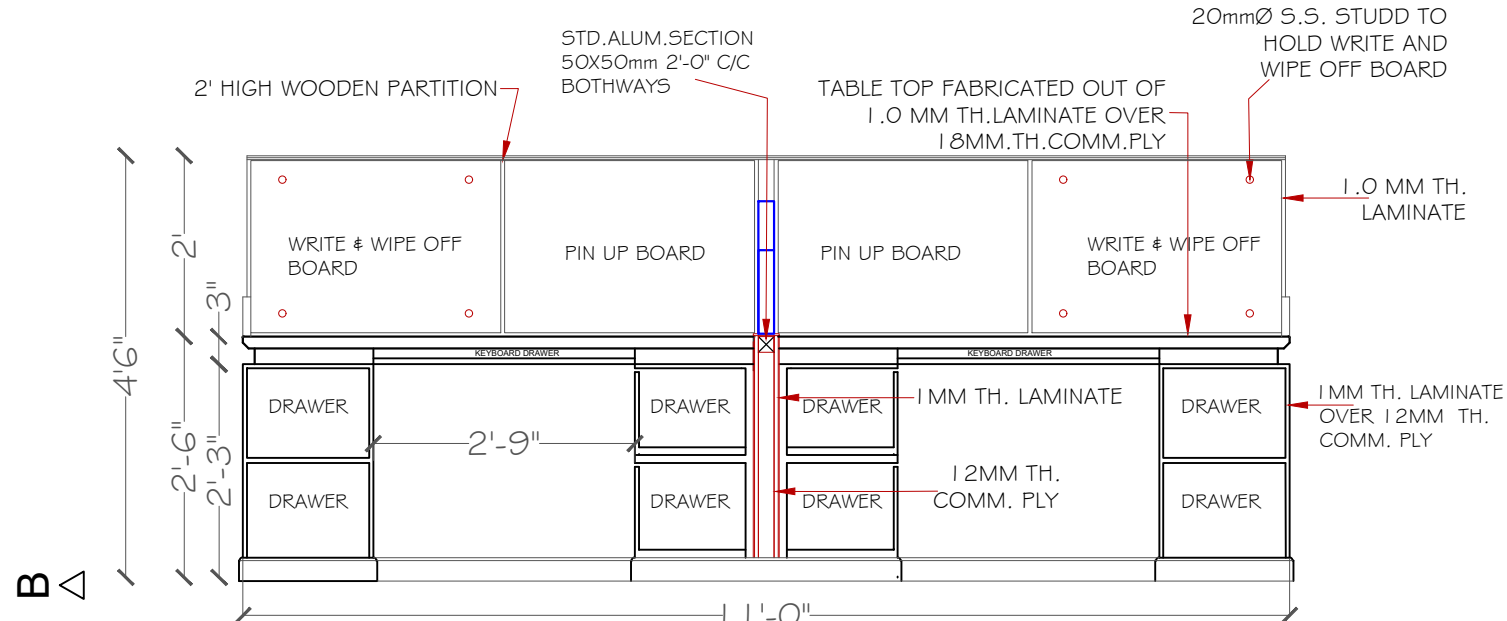 20mmØ S.S. STUDD TO
HOLD WRITE AND
WIPE OFF BOARD
STD.ALUM.SECTION
50X50mm 2'-0" C/C
BOTHWAYS
2' HIGH WOODEN PARTITION
TABLE TOP FABRICATED OUT OF
1.0 MM TH.LAMINATE OVER
18MM.TH.COMM.PLY
1.0 MM TH.
LAMINATE
WRITE & WIPE OFF
BOARD
PIN UP BOARD
PIN UP BOARD
WRITE & WIPE OFF
BOARD
4'6"
2'
3"
2'-6"
2'-3"
KEYBOARD DRAWER
KEYBOARD DRAWER
DRAWER
DRAWER
DRAWER
DRAWER
1MM TH. LAMINATE
1MM TH. LAMINATE
OVER 12MM TH.
COMM. PLY
2'-9"
12MM TH.
COMM. PLY
DRAWER
DRAWER
DRAWER
DRAWER
B
11'-0"